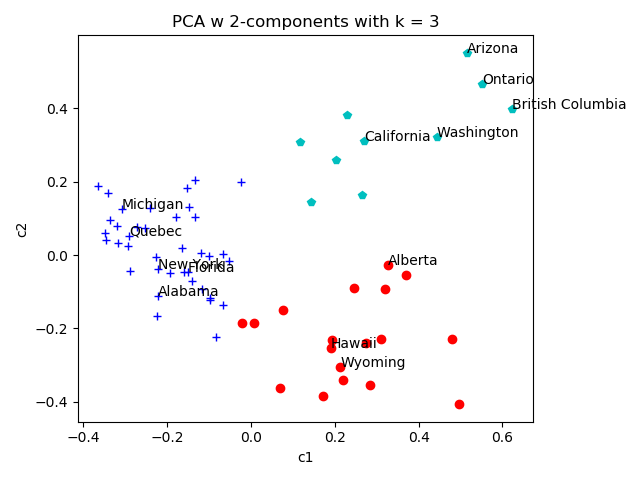 PCA w 2-components with k = 3
Arizona
Ontario
British Columbia
Washington
California
Michigan
Quebec
New York
Florida
Alabama
Alberta
Hawaii
Wyoming
0.4
0.2
0.0
−0.2
−0.4
c2
−0.4
−0.2
0.0
0.2
0.4
0.6
c1